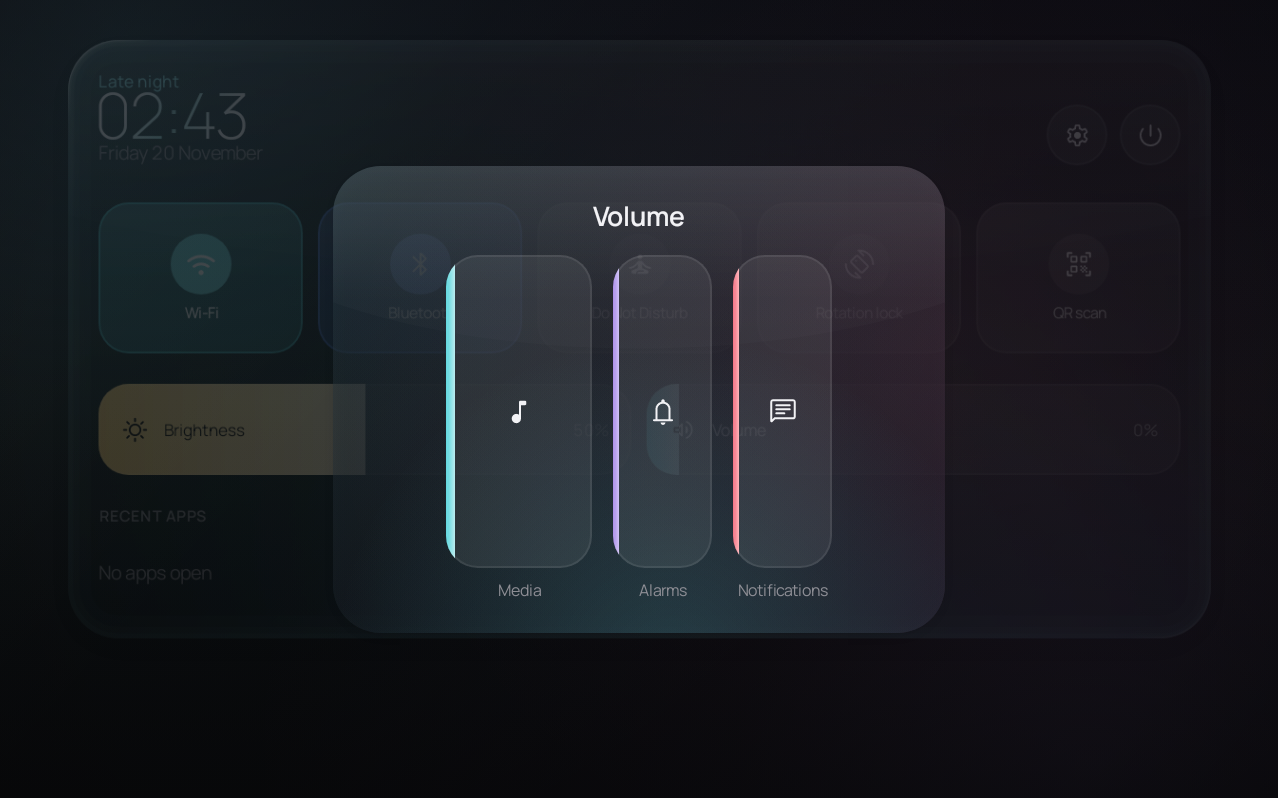 Late night
02:43
Friday 20 November
Volume
Wi-Fi
Bluetooth
Do Not Disturb
Rotation lock
QR scan
Brightness
Volume
0%
RECENT APPS
No apps open
Media
Alarms
Notifications